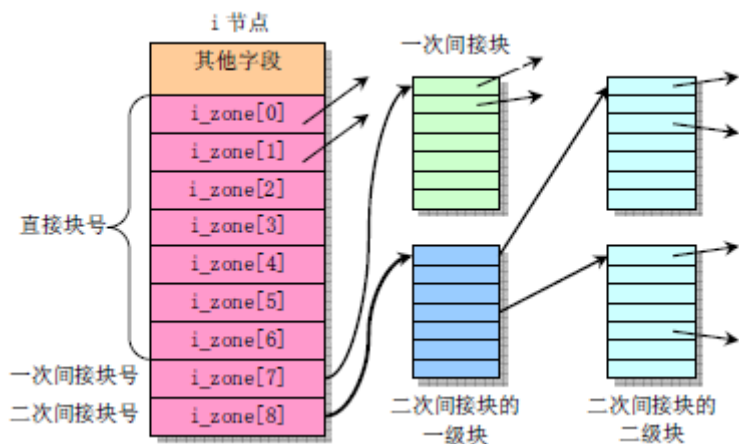 i 节点
其他字段
i_zone[0]
i_zone[1]
i_zone[2]
i_zone[3]
i_zone[4]
i_zone[5]
i_zone[6]
i_zone[7]
i_zone[8]
直接块号
一次间接块号
二次间接块号
一次间接块
二次间接块的
一级块
二次间接块的
二级块